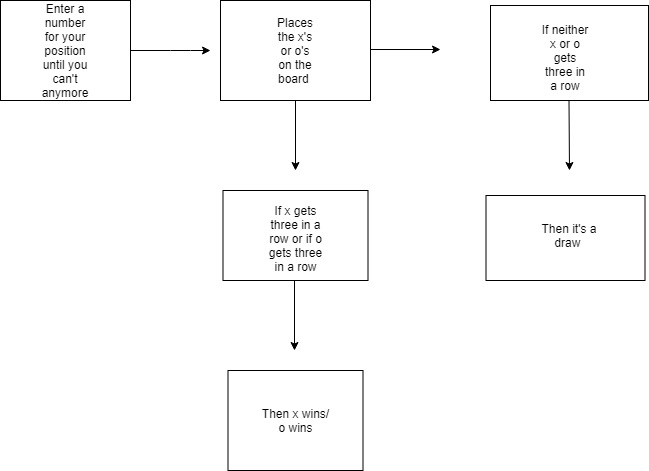 Enter a
number
for your
position
until you
can't
anymore
Places
the x's
or o's
on the
board
If neither
x or o
gets
three in
a row
If x gets
three in a
row or if o
gets three
in a row
Then it's a
draw
Then x wins/
o wins